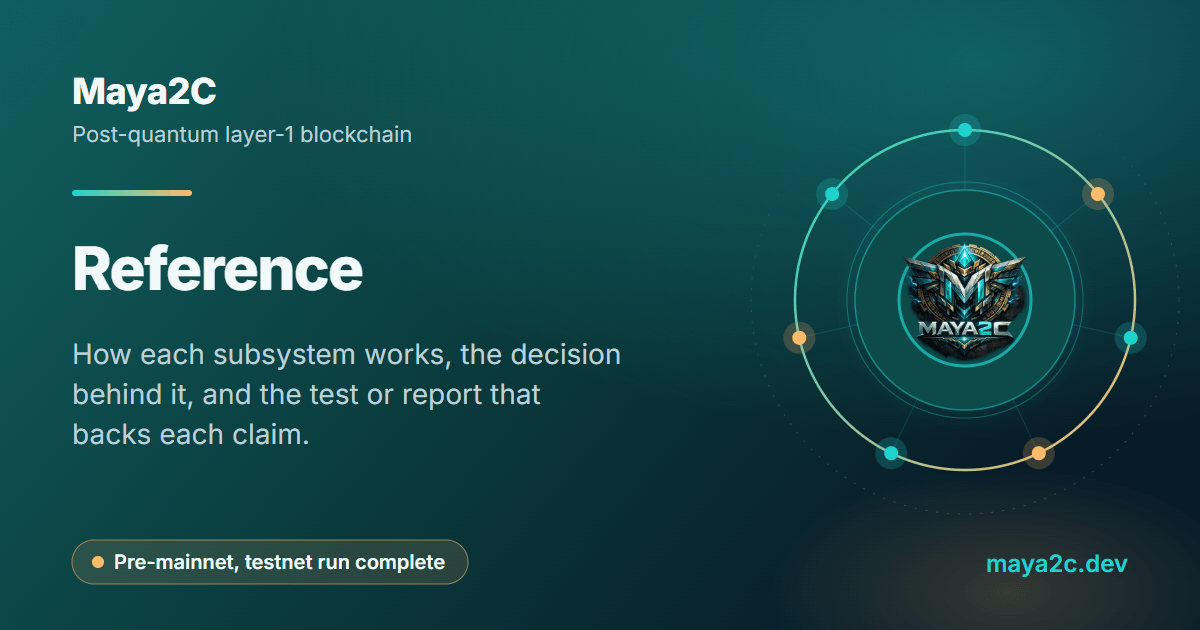 Maya2C
Post-quantum layer-1 blockchain
Reference
How each subsystem works, the decision
behind it, and the test or report that
backs each claim.
Pre-mainnet, testnet run complete
MAYA2C
maya2c.dev